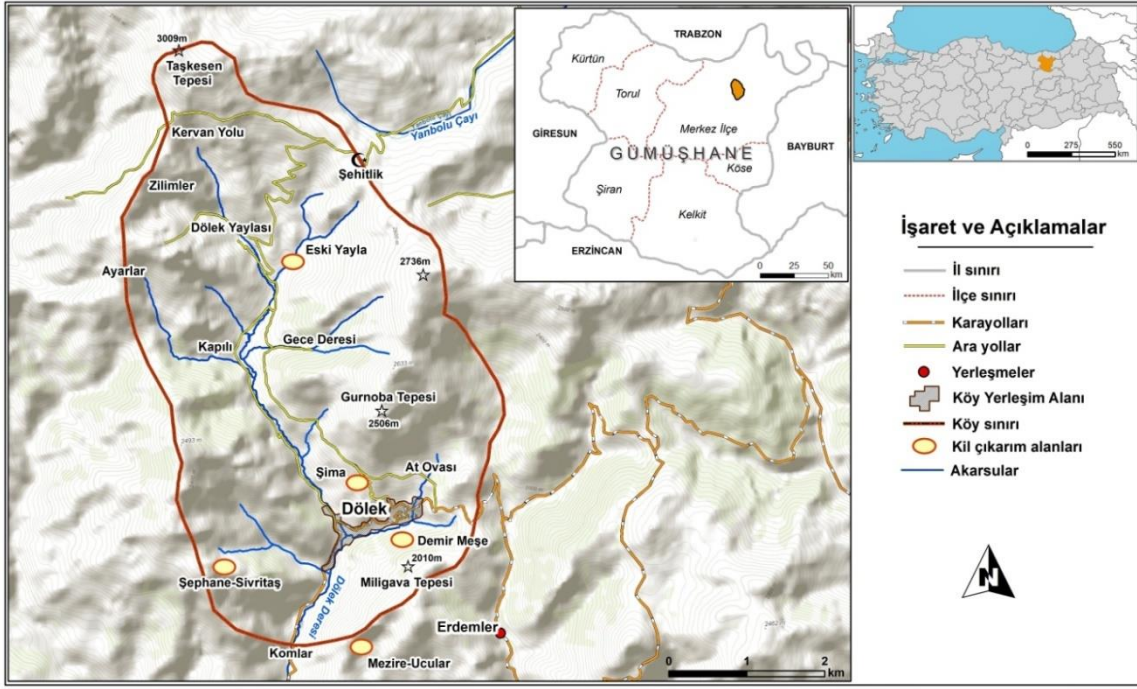 3009m
Taşkesen
Tepesi
Kervan Yolu
Yanbolu Çayı
Şehitlik
Zilimler
Dölek Yaylası
Eski Yayla
Ayarlar
2736m
Kapılı
Gece Deresi
Gurnoba Tepesi
2506m
Şima
At Ovası
Dölek
Demir Meşe
2010m
Şephane-Sivritaş
Miligava Tepesi
Dölek Deresi
Erdemler
Komlar
Mezire-Ucular
0 1 2
km
TRABZON
Kürtün
Torul
GİRESUN
Merkez İlçe
BAYBURT
GÜMÜŞHANE
Köse
Şiran
Kelkit
ERZİNCAN
0 25 50
km
0 275 550
km
İşaret ve Açıklamalar
İl sınırı
İlçe sınırı
Karayolları
Ara yollar
Yerleşmeler
Köy Yerleşim Alanı
Köy sınırı
Kil çıkarım alanları
Akarsular
N